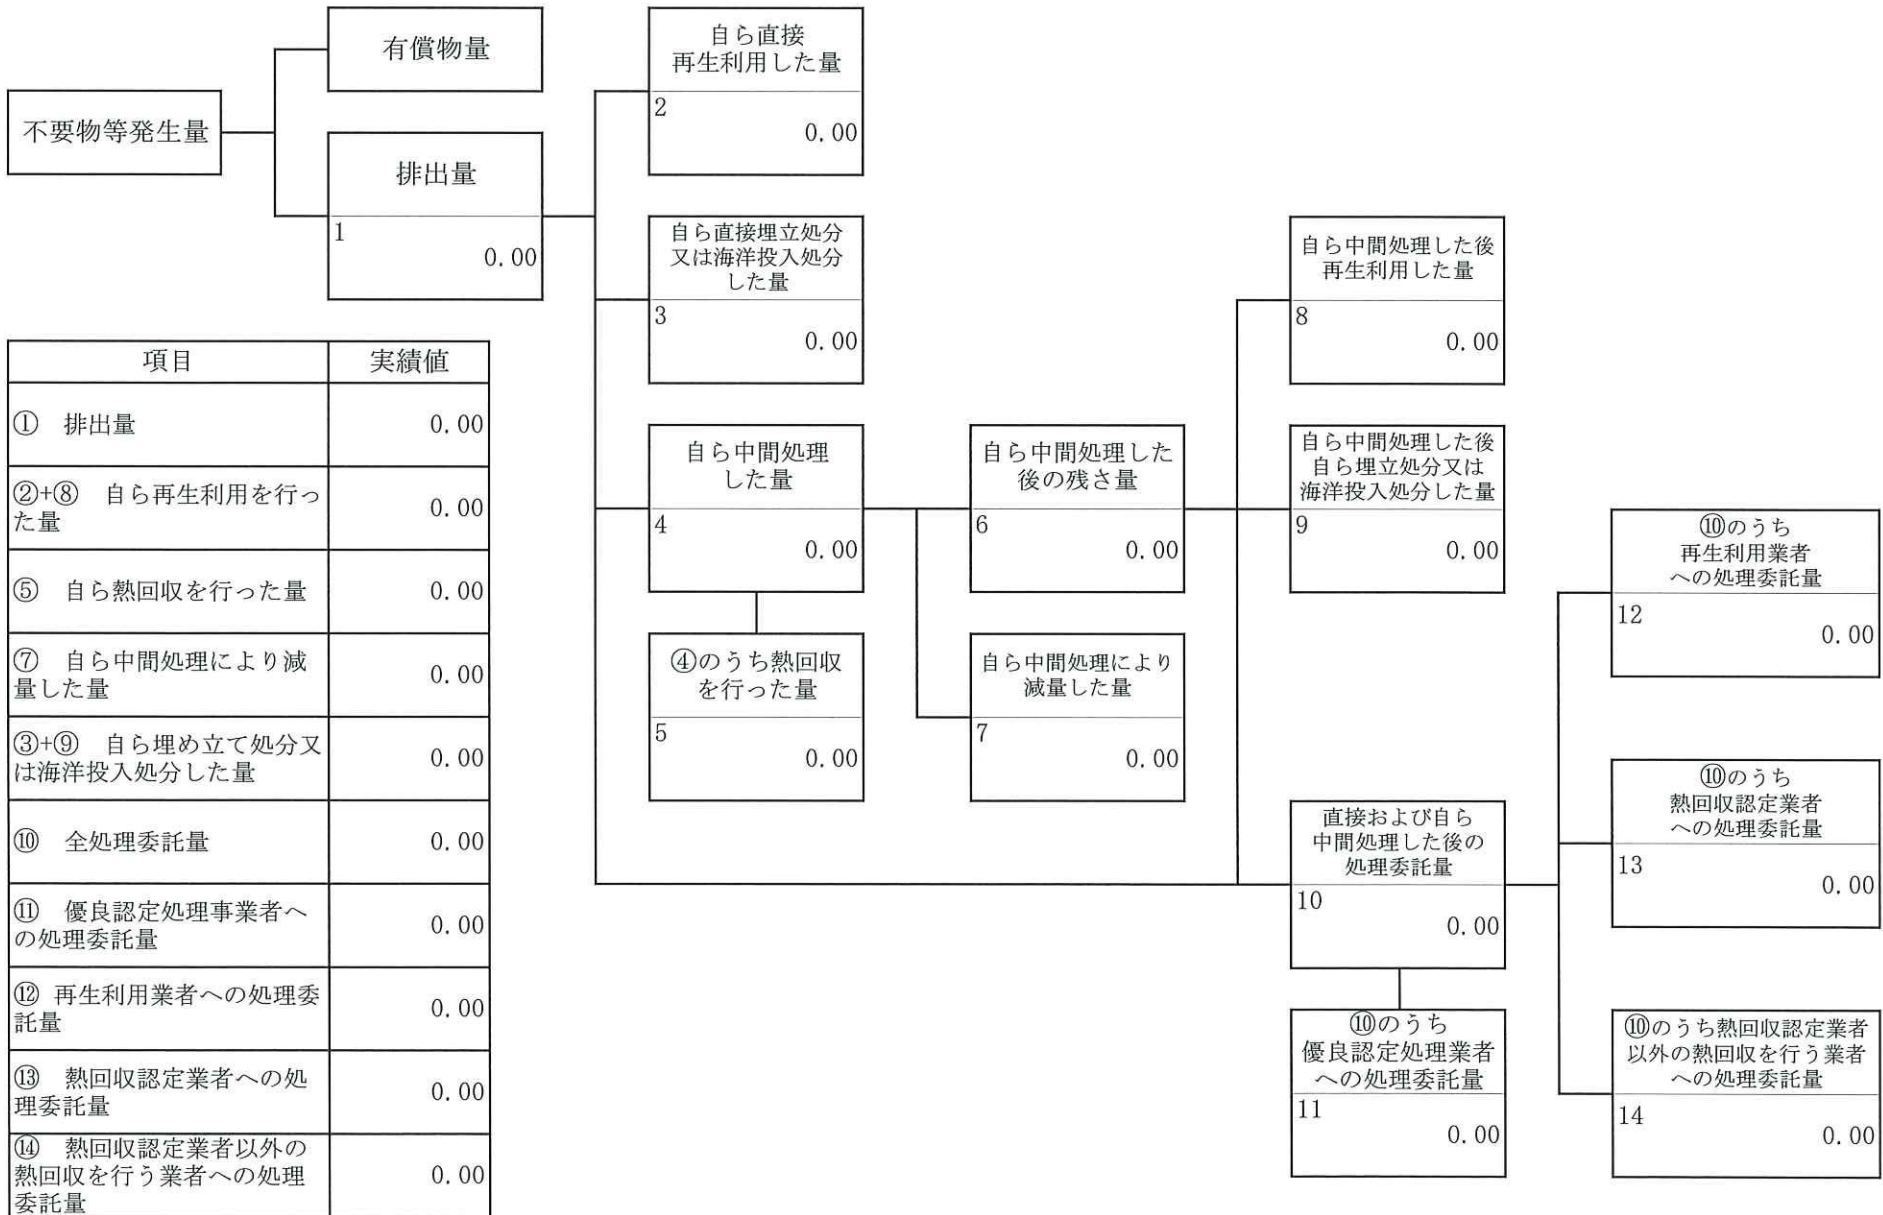 有償物量
不要物等発生量
排出量
1
0.00
自ら直接
再生利用した量
2
0.00
自ら直接埋立処分
又は海洋投入処分
した量
3
0.00
自ら中間処理
した量
4
0.00
④のうち熱回収
を行った量
5
0.00
自ら中間処理した
後の残さ量
6
0.00
自ら中間処理により
減量した量
7
0.00
自ら中間処理した後
再生利用した量
8
0.00
自ら中間処理した後
自ら埋立処分又は
海洋投入処分した量
9
0.00
直接および自ら
中間処理した後の
処理委託量
10
0.00
⑩のうち
優良認定処理業者
への処理委託量
11
0.00
⑩のうち
再生利用業者
への処理委託量
12
0.00
⑩のうち
熱回収認定業者
への処理委託量
13
0.00
⑩のうち熱回収認定業者
以外の熱回収を行う業者
への処理委託量
14
0.00
項目 実績値
① 排出量 0.00
②+⑧ 自ら再生利用を行っ
た量 0.00
⑤ 自ら熱回収を行った量 0.00
⑦ 自ら中間処理により減
量した量 0.00
③+⑨ 自ら埋め立て処分又
は海洋投入処分した量 0.00
⑩ 全処理委託量 0.00
⑪ 優良認定処理事業者へ
の処理委託量 0.00
⑫ 再生利用業者への処理委
託量 0.00
⑬ 熱回収認定業者への処
理委託量 0.00
⑭ 熱回収認定業者以外の
熱回収を行う業者への処理
委託量 0.00